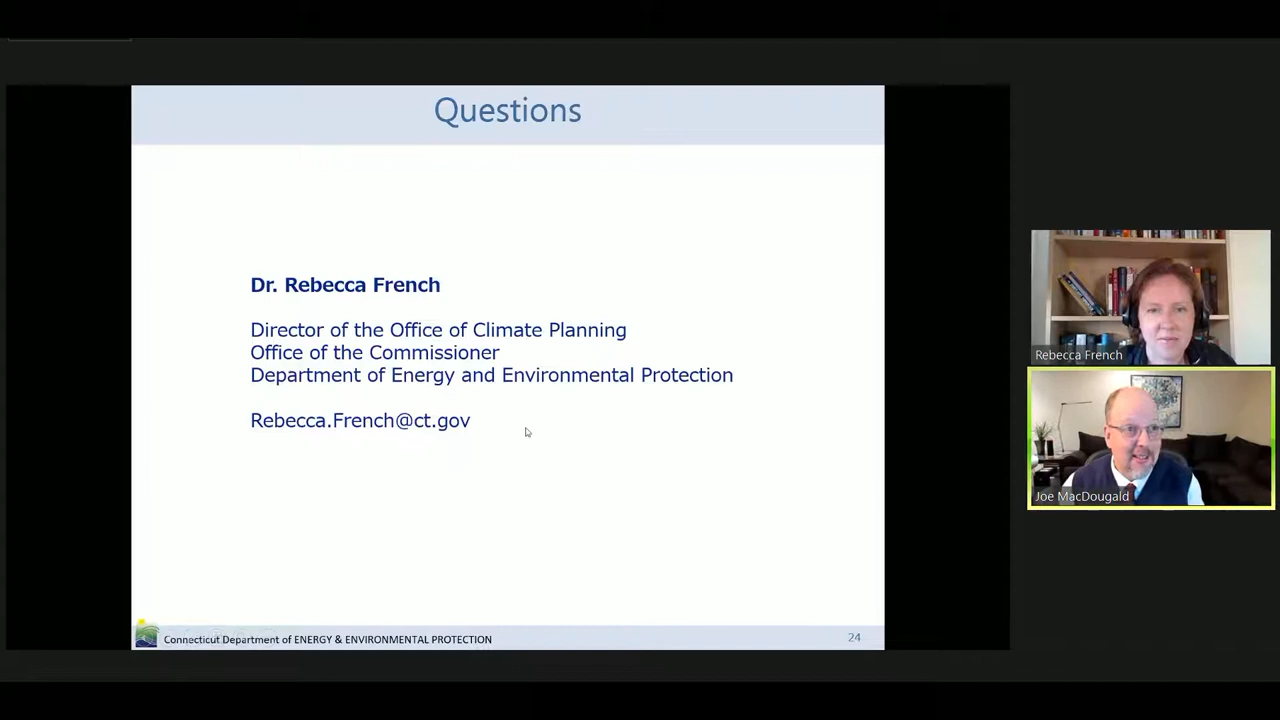 Questions
Dr. Rebecca French
Director of the Office of Climate Planning
Office of the Commissioner
Department of Energy and Environmental Protection
Rebecca.French@ct.gov
Connecticut Department of ENERGY & ENVIRONMENTAL PROTECTION
24
Rebecca French
Joe MacDougald